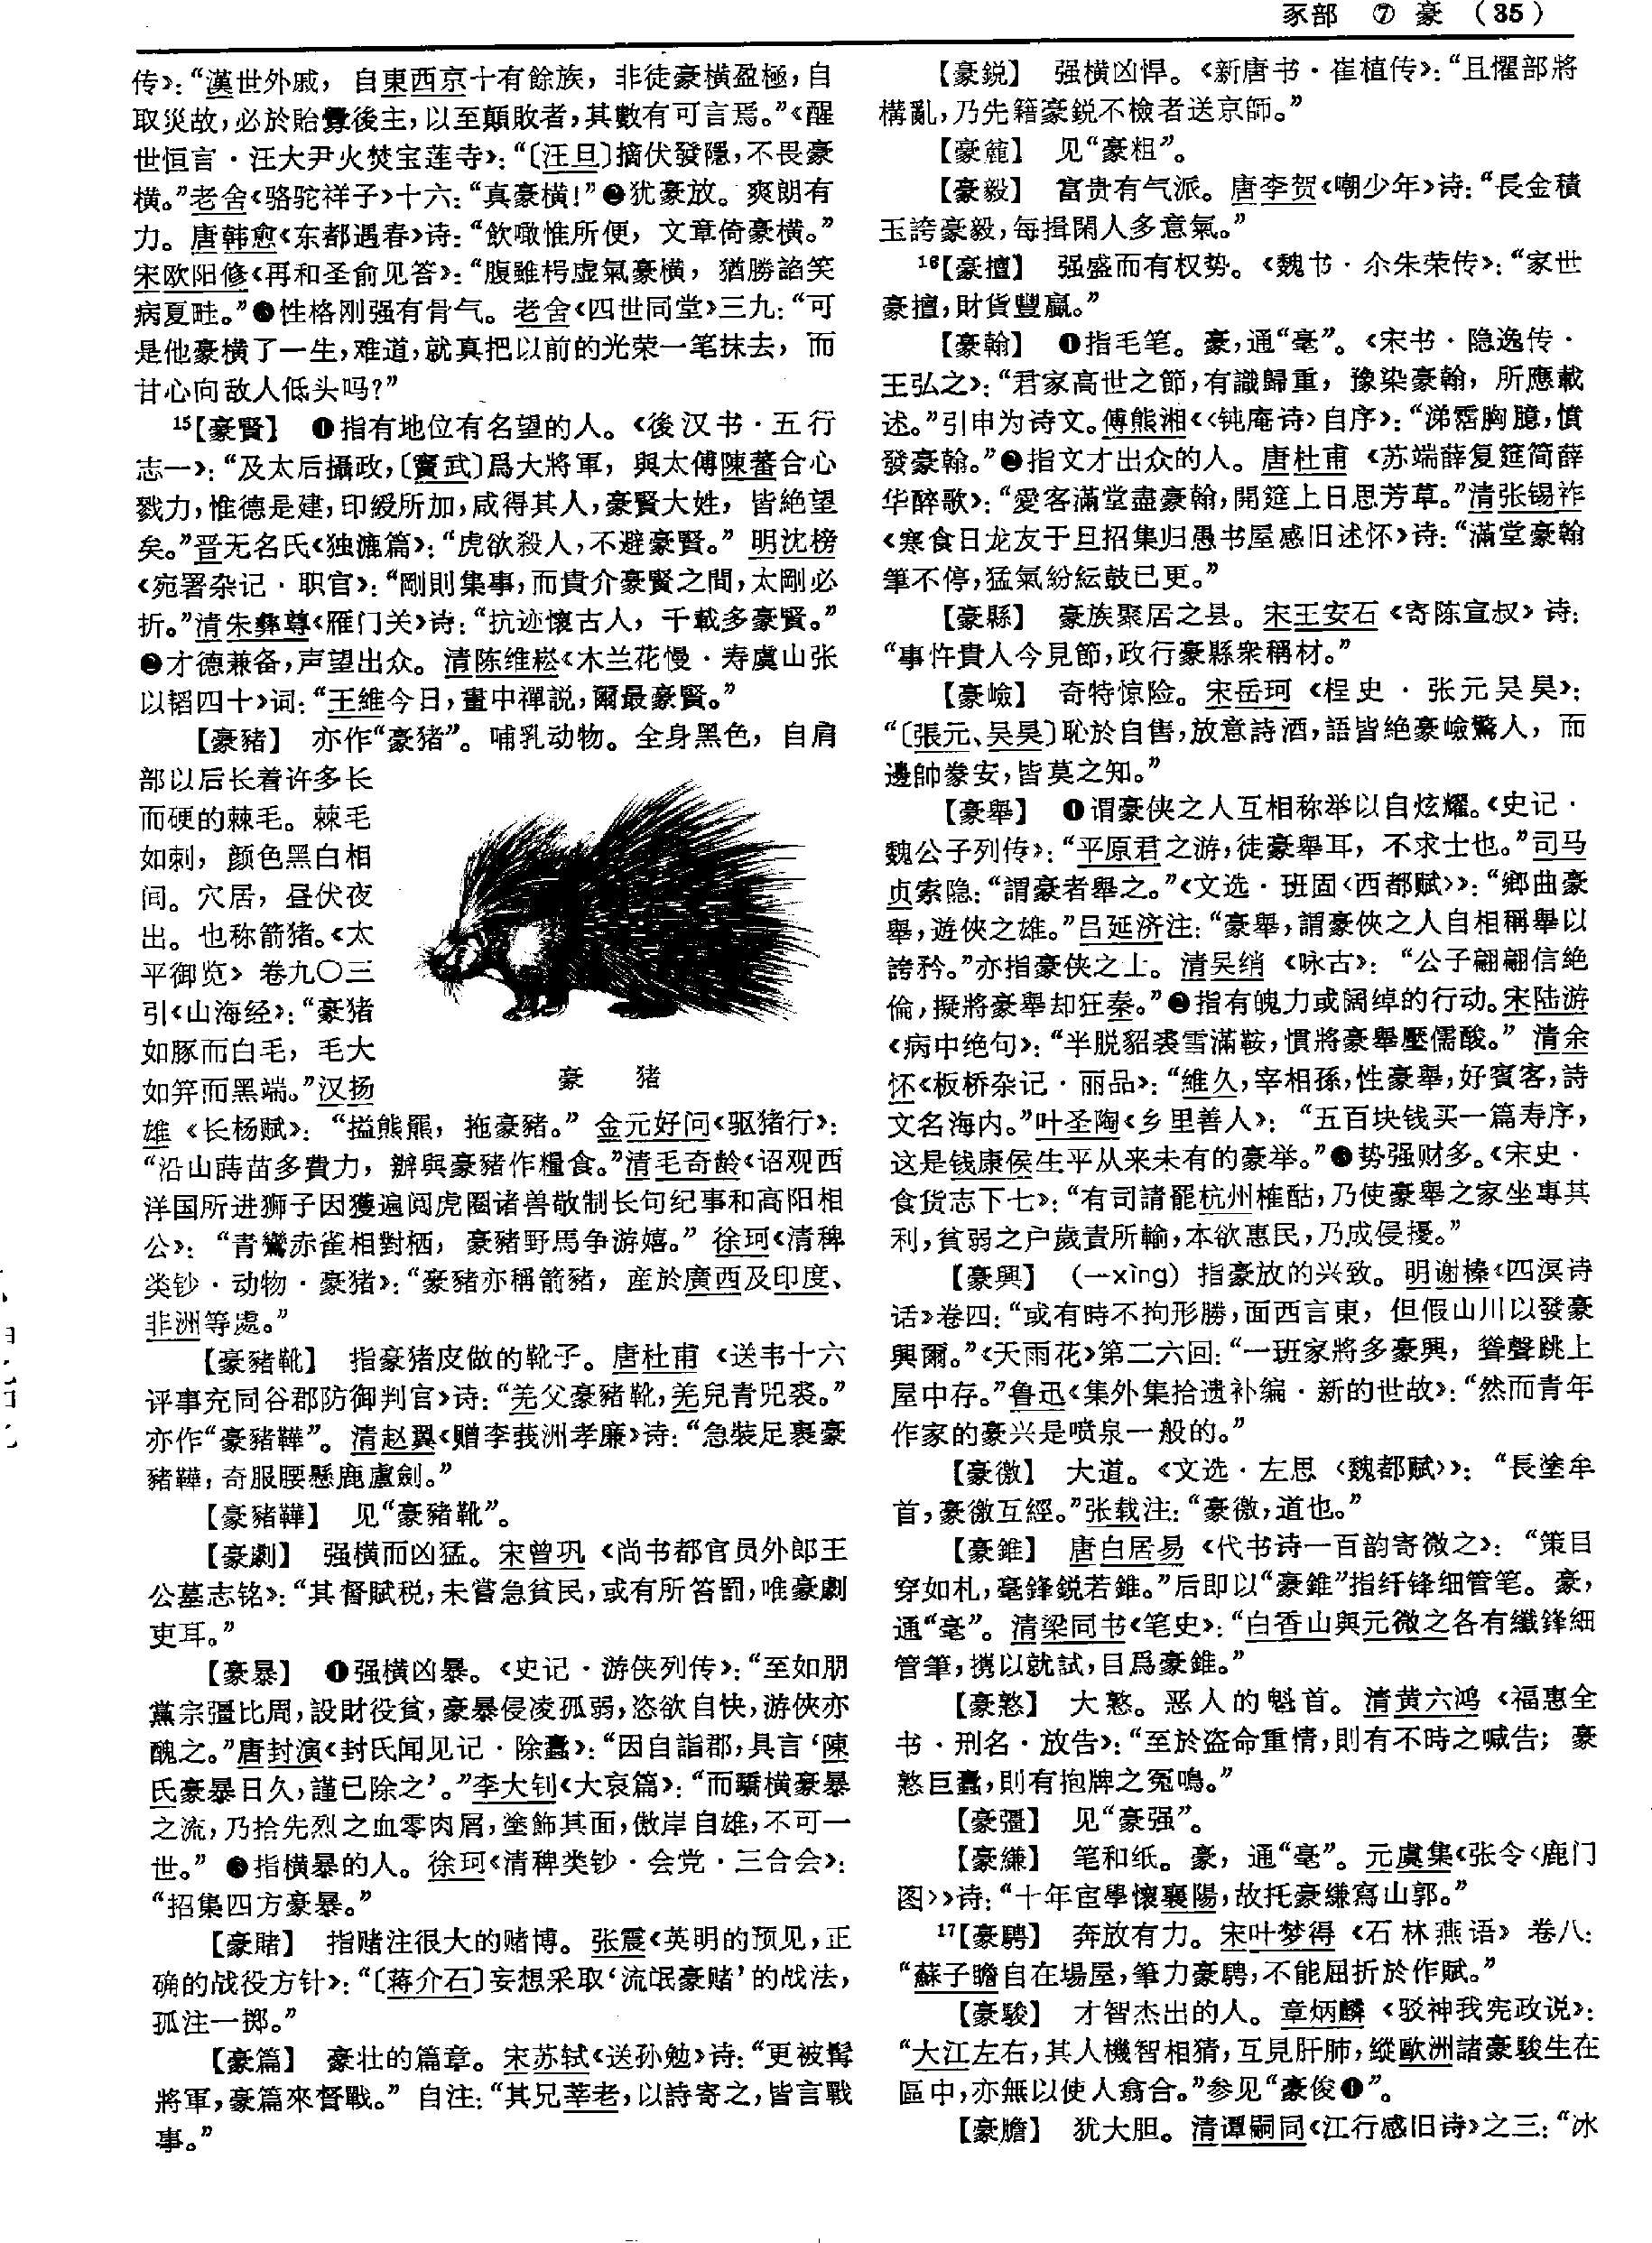 豕部　⑦　豪　（35）
传》：“漢世外戚，自東西京十有餘族，非徒豪横盈極，自
取災故，必於貽釁後主，以至顛敗者，其數有可言焉。”《醒
世恒言·汪大尹火焚宝莲寺》：“〔汪旦〕摘伏發隱，不畏豪
横。”老舍《骆驼祥子》十六：“真豪横！”❷犹豪放。爽朗有
力。唐韩愈《东都遇春》诗：“飲噉惟所便，文章倚豪横。”
宋欧阳修《再和圣俞见答》：“腹雖枵虚氣豪横，猶勝諂笑
病夏畦。”❸性格刚强有骨气。老舍《四世同堂》三九：“可
是他豪横了一生，难道，就真把以前的光荣一笔抹去，而
甘心向敌人低头吗？”
15【豪賢】　❶指有地位有名望的人。《後汉书·五行
志一》：“及太后攝政，〔竇武〕爲大將軍，與太傅陳蕃合心
戮力，惟德是建，印綬所加，咸得其人，豪賢大姓，皆絶望
矣。”晋无名氏《独漉篇》：“虎欲殺人，不避豪賢。”明沈榜
《宛署杂记·职官》：“剛則集事，而貴介豪賢之間，太剛必
折。”清朱彝尊《雁门关》诗：“抗迹懷古人，千載多豪賢。”
❷才德兼备，声望出众。清陈维崧《木兰花慢·寿虞山张
以韬四十》词：“王維今日，畫中禪説，爾最豪賢。”
【豪豬】　亦作“豪猪”。哺乳动物。全身黑色，自肩
部以后长着许多长
而硬的棘毛。棘毛
如刺，颜色黑白相
间。穴居，昼伏夜
出。也称箭猪。《太
平御览》卷九〇三
引《山海经》：“豪猪
如豚而白毛，毛大
如笄而黑端。”汉扬
豪　猪
雄《长杨赋》：“搤熊羆，拖豪豬。”金元好问《驱猪行》：
“沿山蒔苗多費力，辦與豪豬作糧食。”清毛奇龄《诏观西
洋国所进狮子因獲遍阅虎圈诸兽敬制长句纪事和高阳相
公》：“青鸞赤雀相對栖，豪豬野馬争游嬉。”徐珂《清稗
类钞·动物·豪猪》：“豪豬亦稱箭豬，産於廣西及印度、
非洲等處。”
【豪豬靴】　指豪猪皮做的靴子。唐杜甫《送韦十六
评事充同谷郡防御判官》诗：“羌父豪豬靴，羌兒青兕裘。”
亦作“豪豬鞾”。清赵翼《赠李莪洲孝廉》诗：“急裝足裹豪
豬鞾，奇服腰懸鹿盧劍。”
【豪豬鞾】　见“豪豬靴”。
【豪劇】　强横而凶猛。宋曾巩《尚书都官员外郎王
公墓志铭》：“其督賦税，未嘗急貧民，或有所笞罰，唯豪劇
吏耳。”
【豪暴】　❶强横凶暴。《史记·游侠列传》：“至如朋
黨宗彊比周，設財役貧，豪暴侵凌孤弱，恣欲自快，游俠亦
醜之。”唐封演《封氏闻见记·除蠹》：“因自詣郡，具言‘陳
氏豪暴日久，謹已除之’。”李大钊《大哀篇》：“而驕横豪暴
之流，乃拾先烈之血零肉屑，塗飾其面，傲岸自雄，不可一
世。”❷指横暴的人。徐珂《清稗类钞·会党·三合会》：
“招集四方豪暴。”
【豪賭】　指赌注很大的赌博。张震《英明的预见，正
确的战役方针》：“〔蒋介石〕妄想采取‘流氓豪赌’的战法，
孤注一掷。”
【豪篇】　豪壮的篇章。宋苏轼《送孙勉》诗：“更被髯
將軍，豪篇來督戰。”自注：“其兄莘老，以詩寄之，皆言戰
事。”
【豪鋭】　强横凶悍。《新唐书·崔植传》：“且懼部將
構亂，乃先籍豪鋭不檢者送京師。”
【豪麄】　见“豪粗”。
【豪毅】　富贵有气派。唐李贺《嘲少年》诗：“長金積
玉誇豪毅，每揖閑人多意氣。”
16【豪擅】　强盛而有权势。《魏书·尒朱荣传》：“家世
豪擅，財貨豐贏。”
【豪翰】　❶指毛笔。豪，通“毫”。《宋书·隐逸传·
王弘之》：“君家高世之節，有識歸重，豫染豪翰，所應載
述。”引申为诗文。傅熊湘《〈钝庵诗〉自序》：“涕霑胸臆，憤
發豪翰。”❷指文才出众的人。唐杜甫《苏端薛复筵简薛
华醉歌》：“愛客滿堂盡豪翰，開筵上日思芳草。”清张锡祚
《寒食日龙友于旦招集归愚书屋感旧述怀》诗：“滿堂豪翰
筆不停，猛氣紛紜鼓已更。”
【豪縣】　豪族聚居之县。宋王安石《寄陈宣叔》诗：
“事忤貴人今見節，政行豪縣衆稱材。”
【豪嶮】　奇特惊险。宋岳珂《桯史·张元吴昊》：
“〔張元、吴昊〕恥於自售，放意詩酒，語皆絶豪嶮驚人，而
邊帥豢安，皆莫之知。”
【豪舉】　❶谓豪侠之人互相称举以自炫耀。《史记·
魏公子列传》：“平原君之游，徒豪舉耳，不求士也。”司马
贞索隐：“謂豪者舉之。”《文选·班固〈西都赋〉》：“鄉曲豪
舉，遊俠之雄。”吕延济注：“豪舉，謂豪俠之人自相稱舉以
誇矜。”亦指豪侠之士。清吴绡《咏古》：“公子翩翩信絶
倫，擬將豪舉却狂秦。”❷指有魄力或阔绰的行动。宋陆游
《病中绝句》：“半脱貂裘雪滿鞍，慣將豪舉壓儒酸。”清余
怀《板桥杂记·丽品》：“維久，宰相孫，性豪舉，好賓客，詩
文名海内。”叶圣陶《乡里善人》：“五百块钱买一篇寿序，
这是钱康侯生平从来未有的豪举。”❸势强财多。《宋史·
食货志下七》：“有司請罷杭州榷酤，乃使豪舉之家坐專其
利，貧弱之户歲責所輸，本欲惠民，乃成侵擾。”
【豪興】　（—xìng）指豪放的兴致。明谢榛《四溟诗
话》卷四：“或有時不拘形勝，面西言東，但假山川以發豪
興爾。”《天雨花》第二六回：“一班家將多豪興，聳聲跳上
屋中存。”鲁迅《集外集拾遗补编·新的世故》：“然而青年
作家的豪兴是喷泉一般的。”
【豪徼】　大道。《文选·左思〈魏都赋〉》：“長塗牟
首，豪徼互經。”张载注：“豪徼，道也。”
【豪錐】　唐白居易《代书诗一百韵寄微之》：“策目
穿如札，毫鋒鋭若錐。”后即以“豪錐”指纤锋细管笔。豪，
通“毫”。清梁同书《笔史》：“白香山與元微之各有纖鋒細
管筆，携以就試，目爲豪錐。”
【豪憝】　大憝。恶人的魁首。清黄六鸿《福惠全
书·刑名·放告》：“至於盗命重情，則有不時之喊告；豪
憝巨蠹，則有抱牌之冤鳴。”
【豪彊】　见“豪强”。
【豪縑】　笔和纸。豪，通“毫”。元虞集《张令〈鹿门
图〉》诗：“十年宦學懷襄陽，故托豪縑寫山郭。”
17【豪騁】　奔放有力。宋叶梦得《石林燕语》卷八：
“蘇子瞻自在場屋，筆力豪騁，不能屈折於作賦。”
【豪駿】　才智杰出的人。章炳麟《驳神我宪政说》：
“大江左右，其人機智相猜，互見肝肺，縱歐洲諸豪駿生在
區中，亦無以使人翕合。”参见“豪俊❶”。
【豪膽】　犹大胆。清谭嗣同《江行感旧诗》之三：“冰